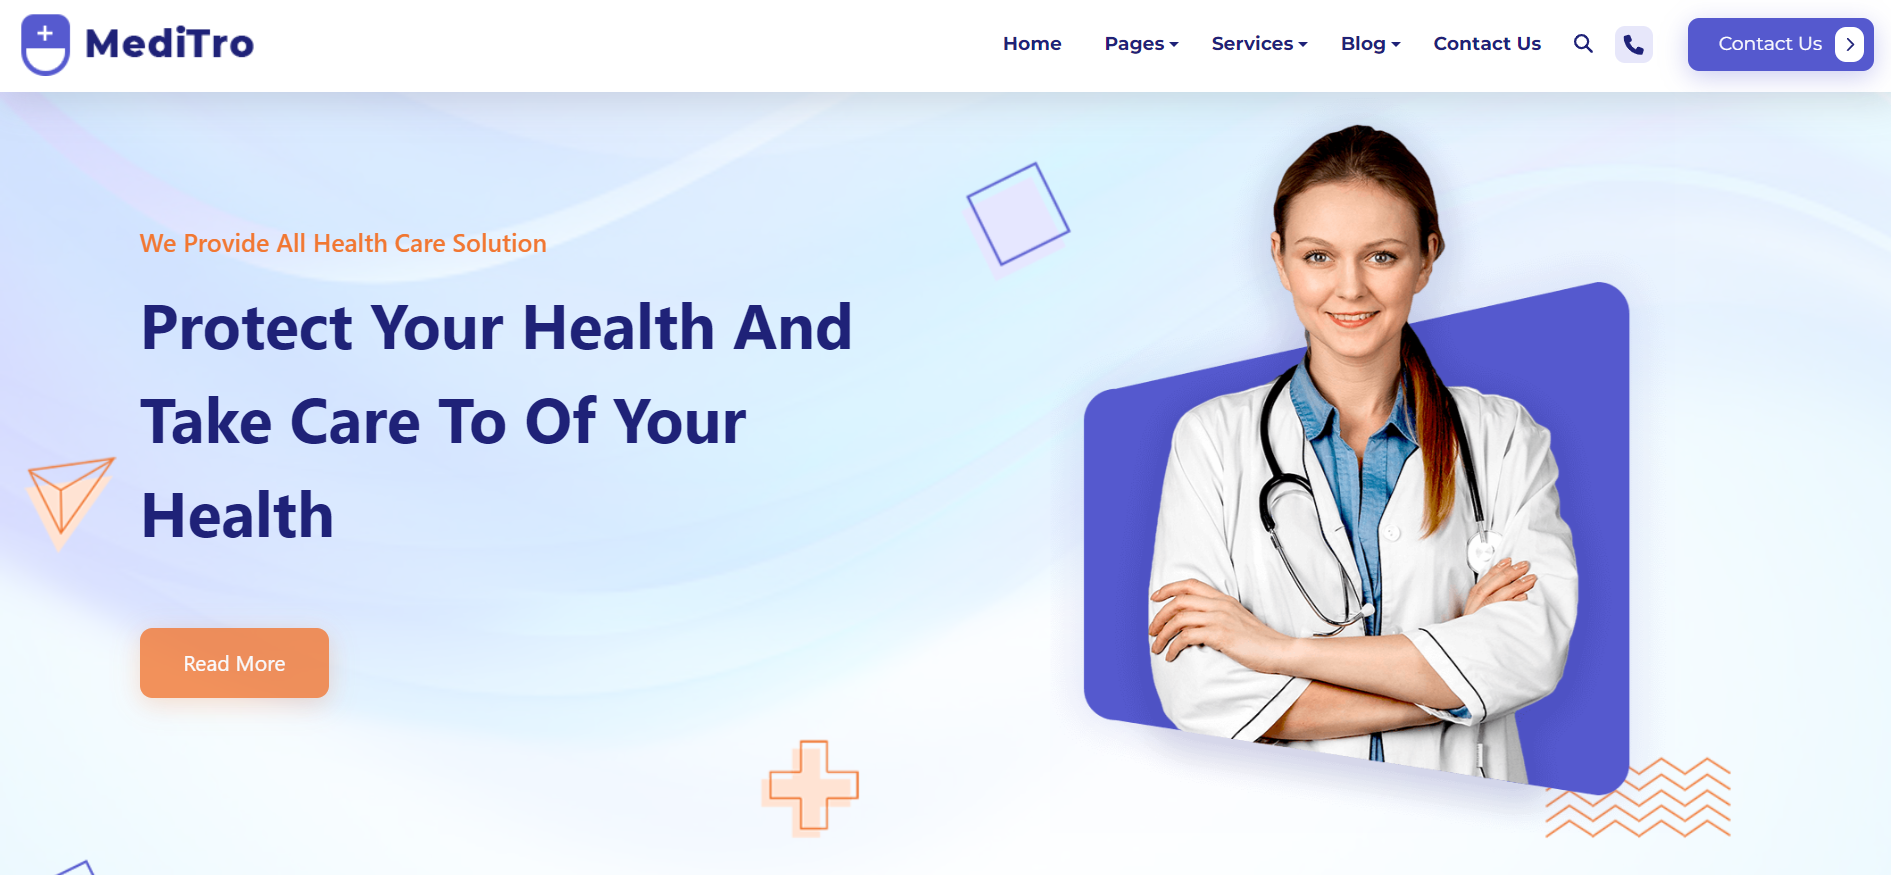 MediTro
Home Pages Services Blog Contact Us Contact Us
We Provide All Health Care Solution
Protect Your Health And
Take Care To Of Your
Health
Read More